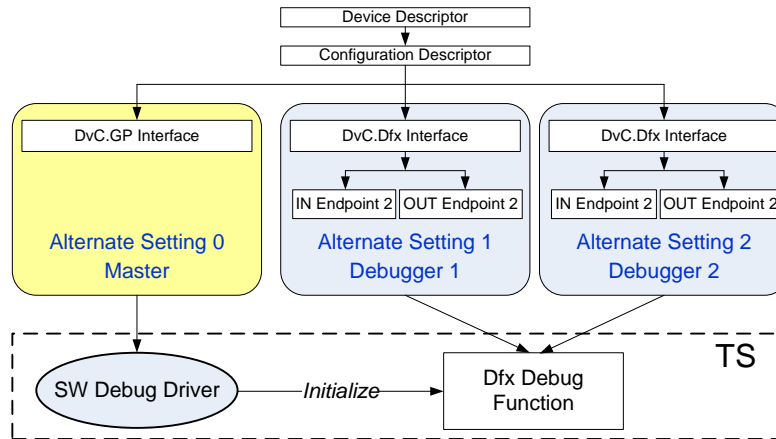 Device Descriptor
Configuration Descriptor
DvC.GP Interface
DvC.Dfx Interface
DvC.Dfx Interface
IN Endpoint 2
OUT Endpoint 2
IN Endpoint 2
OUT Endpoint 2
Alternate Setting 0
Master
Alternate Setting 1
Debugger 1
Alternate Setting 2
Debugger 2
TS
SW Debug Driver
Initialize
Dfx Debug
Function